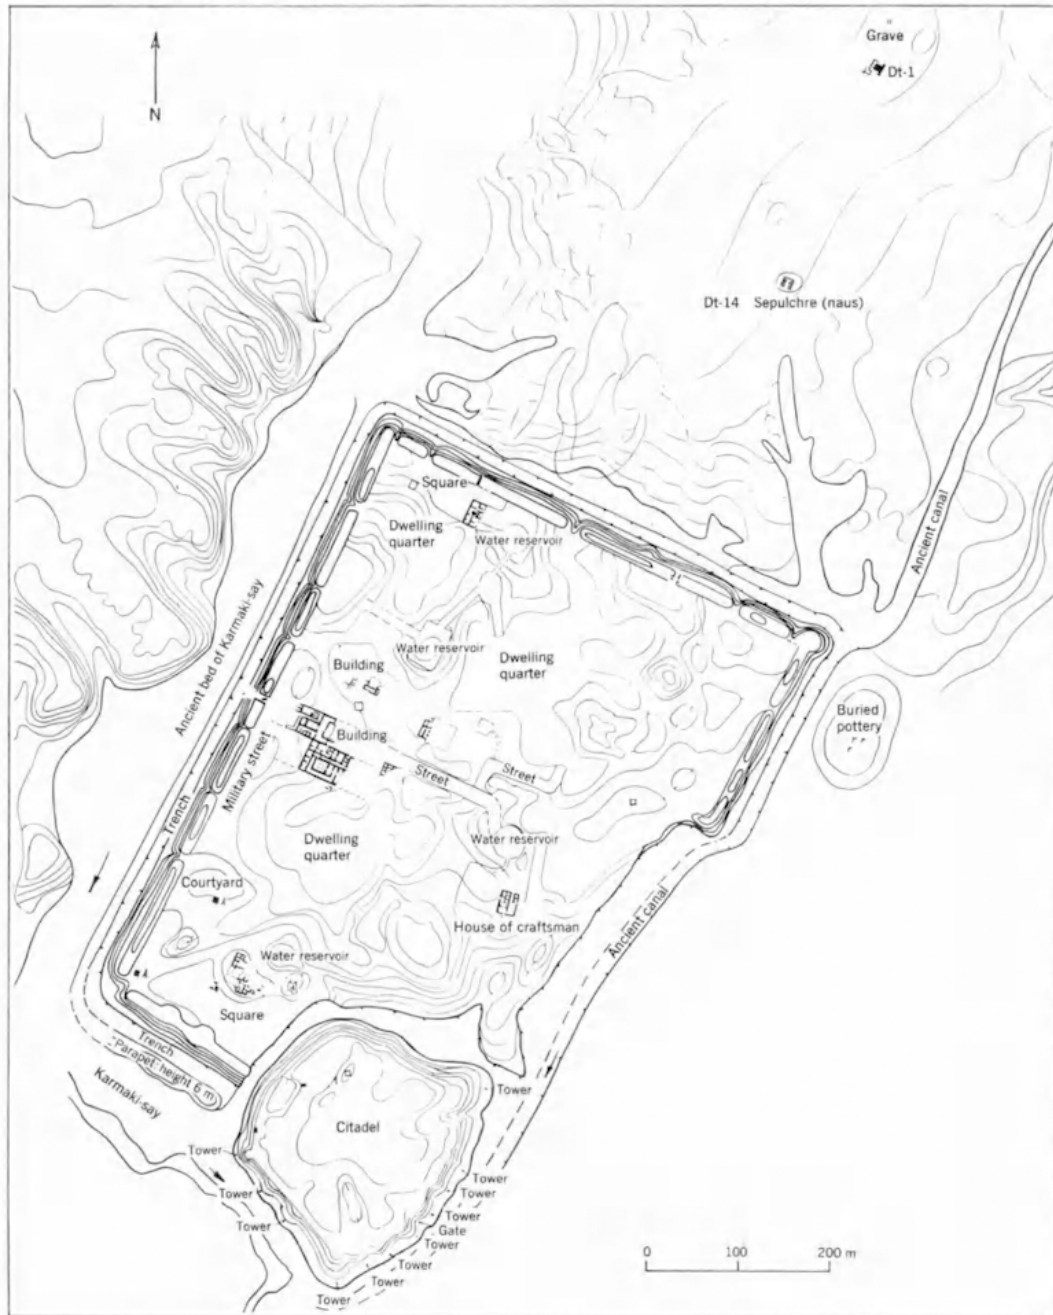 Grave
Dt-1
N
Dt-14 Sepulchre (naus)
Ancient canal
Square
Dwelling
quarter
Water reservoir
Ancient bed of Karmaki-say
Water reservoir
Building
Dwelling
quarter
Buried
pottery
Building
Military street
Street
Street
Trench
Dwelling
quarter
Water reservoir
Courtyard
A
House of craftsman
Ancient canal
Water reservoir
A
Square
Trench
Parapet: height 6 m
Karmaki-say
Tower
Citadel
Tower
Tower
Tower
Tower
Tower
Tower
Gate
Tower
Tower
Tower
Tower
0 100 200 m